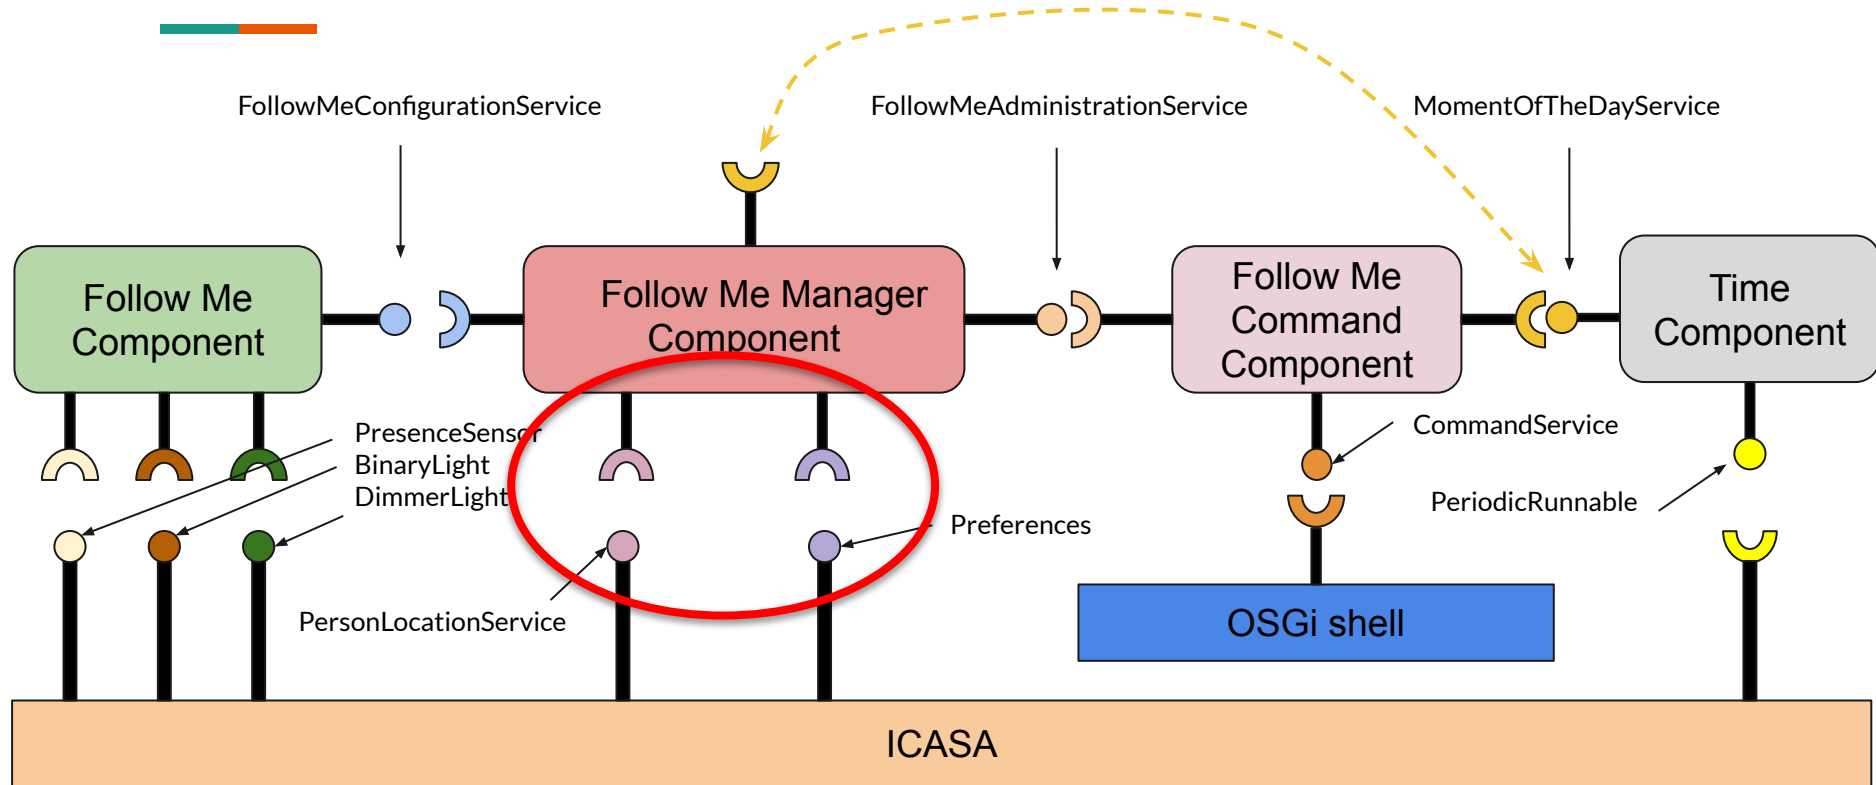 FollowMeConfigurationService
FollowMeAdministrationService
MomentOfTheDayService
Follow Me
Component
Follow Me Manager
Component
Follow Me
Command
Component
Time
Component
PresenceSensor
BinaryLight
DimmerLight
CommandService
PeriodicRunnable
Preferences
PersonLocationService
OSGi shell
ICASA